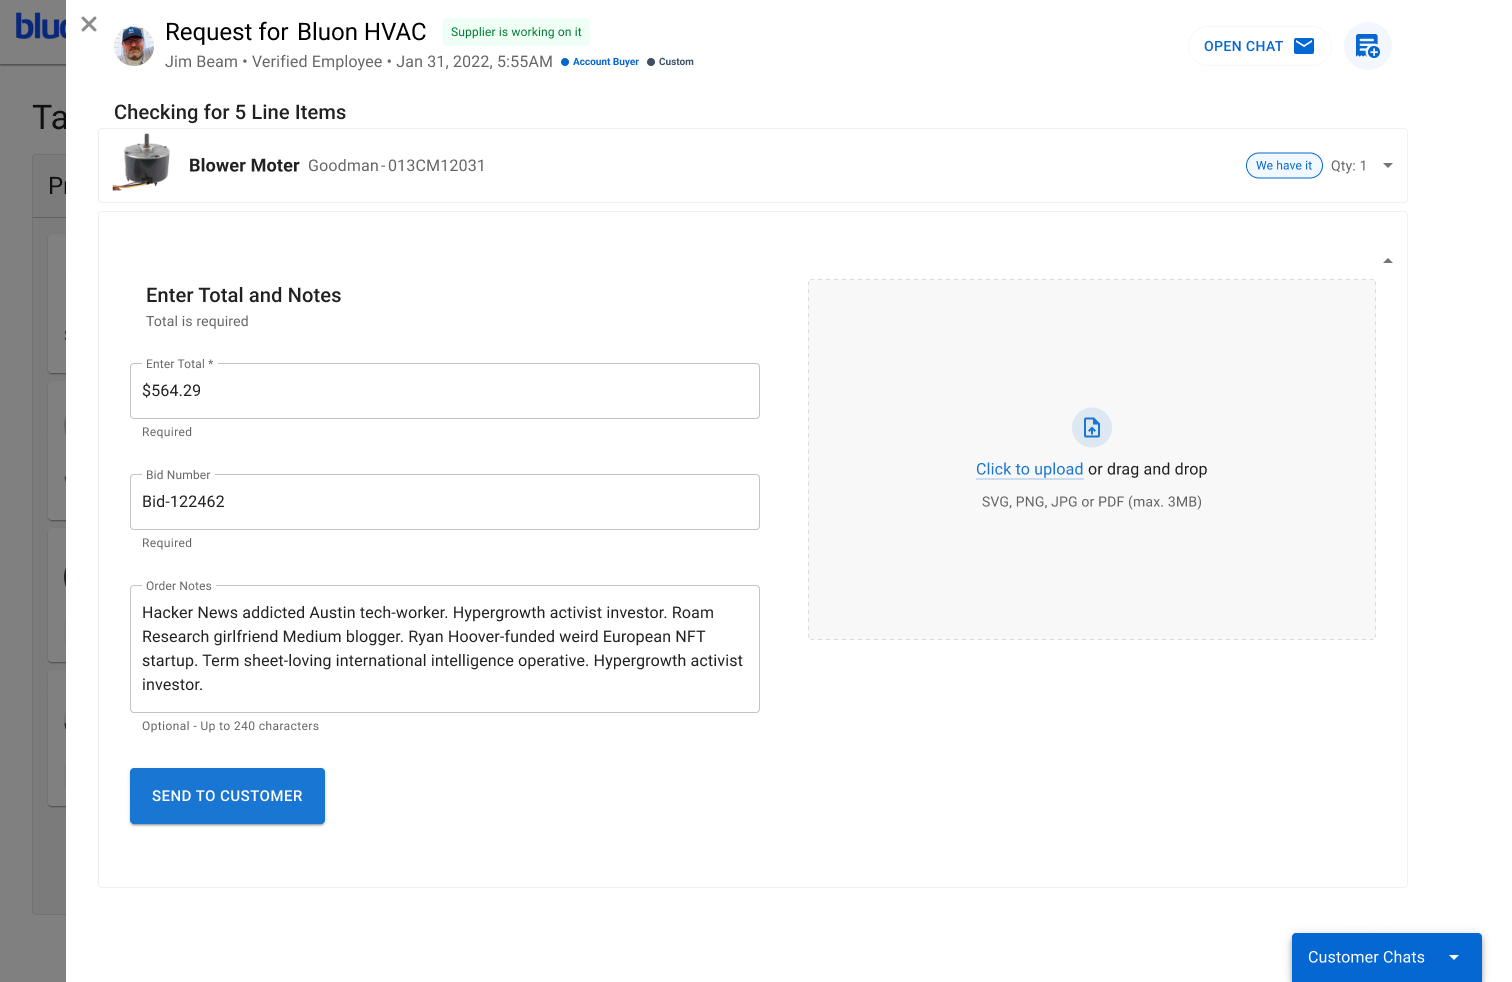 Request for Bluon HVAC
Supplier is working on it
Jim Beam • Verified Employee • Jan 31, 2022, 5:55AM
Account Buyer
Custom
OPEN CHAT
Checking for 5 Line Items
Blower Moter Goodman-013CM12031
We have it
Qty: 1
Enter Total and Notes
Total is required
Enter Total *
$564.29
Required
Bid Number
Bid-122462
Required
Order Notes
Hacker News addicted Austin tech-worker. Hypergrowth activist investor. Roam
Research girlfriend Medium blogger. Ryan Hoover-funded weird European NFT
startup. Term sheet-loving international intelligence operative. Hypergrowth activist
investor.
Optional - Up to 240 characters
SEND TO CUSTOMER
Click to upload or drag and drop
SVG, PNG, JPG or PDF (max. 3MB)
Customer Chats